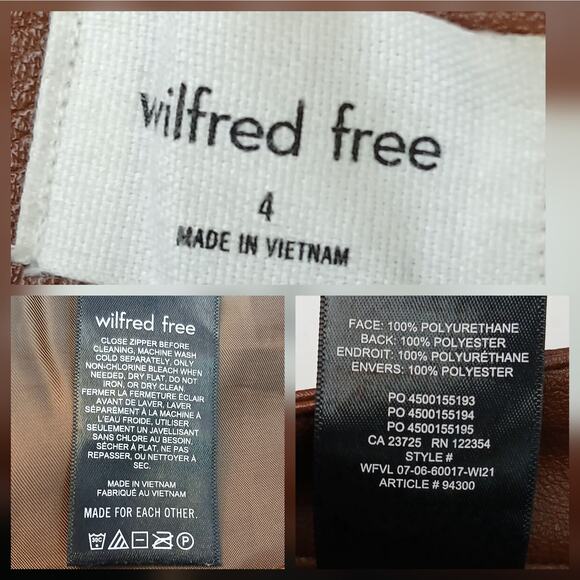 wilfred free
4
MADE IN VIETNAM
wilfred free
CLOSE ZIPPER BEFORE
CLEANING, MACHINE WASH
COLD SEPARATELY, ONLY
NON-CHLORINE BLEACH WHEN
NEEDED, DRY FLAT, DO NOT
IRON, OR DRY CLEAN
FERMER LA FERMETURE ÉCLAIR
AVANT DE LAVER, LAVER
SÉPARÉMENT À LA MACHINE À
L'EAU FROIDE, UTILISER
SEULEMENT UN JAVELLISANT
SANS CHLORE AU BESOIN,
SÉCHER À PLAT, NE PAS
REPASSER, OU NETTOYER À
SEC.
MADE IN VIETNAM
FABRIQUÉ AU VIETNAM
MADE FOR EACH OTHER.
FACE: 100% POLYURETHANE
BACK: 100% POLYESTER
ENDROIT: 100% POLYURÉTHANE
ENVERS: 100% POLYESTER
PO 4500155193
PO 4500155194
PO 4500155195
CA 23725 RN 122354
STYLE #
WFVL 07-06-60017-WI21
ARTICLE # 94300